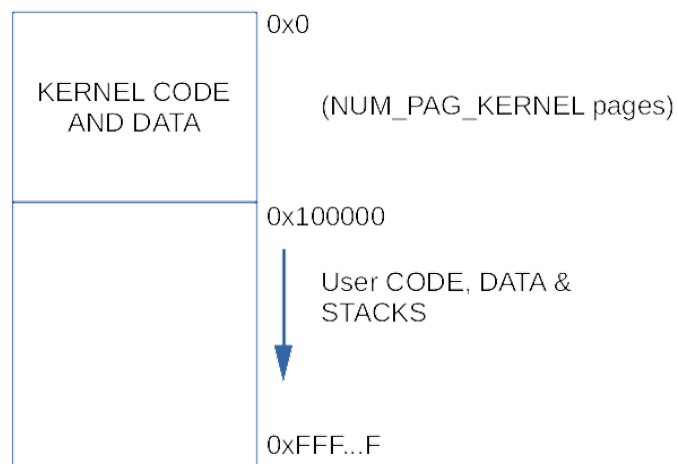 0x0
KERNEL CODE
AND DATA
(NUM_PAG_KERNEL pages)
0x100000
User CODE, DATA &
STACKS
0xFFF...F